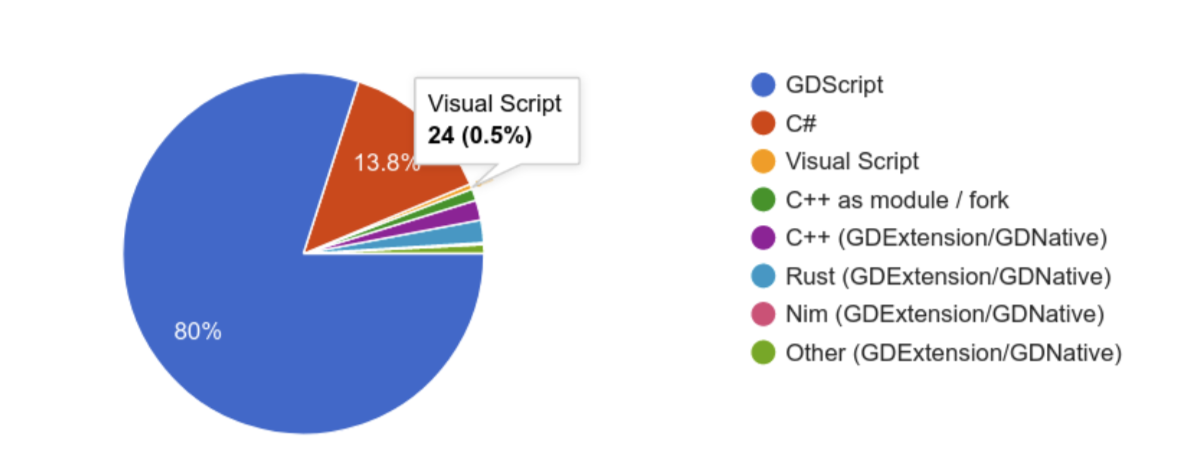 Visual Script
24 (0.5%)
13.8%
80%
GDScript
C#
Visual Script
C++ as module / fork
C++ (GDExtension/GDNative)
Rust (GDExtension/GDNative)
Nim (GDExtension/GDNative)
Other (GDExtension/GDNative)